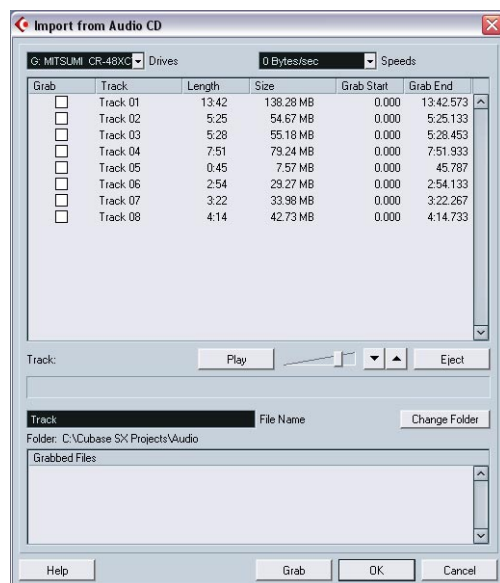 Import from Audio CD
G: MITSUMI CR-48XC Drives 0 Bytes/sec Speeds
Grab Track Length Size Grab Start Grab End
Track 01 13:42 138.28 MB 0.000 13:42.573
Track 02 5:25 54.67 MB 0.000 5:25.133
Track 03 5:28 55.18 MB 0.000 5:28.453
Track 04 7:51 79.24 MB 0.000 7:51.933
Track 05 0:45 7.57 MB 0.000 45.787
Track 06 2:54 29.27 MB 0.000 2:54.133
Track 07 3:22 33.98 MB 0.000 3:22.267
Track 08 4:14 42.73 MB 0.000 4:14.733
Track: Play Eject
Track File Name Change Folder
Folder: C:\Cubase SX Projects\Audio
Grabbed Files
Help Grab OK Cancel